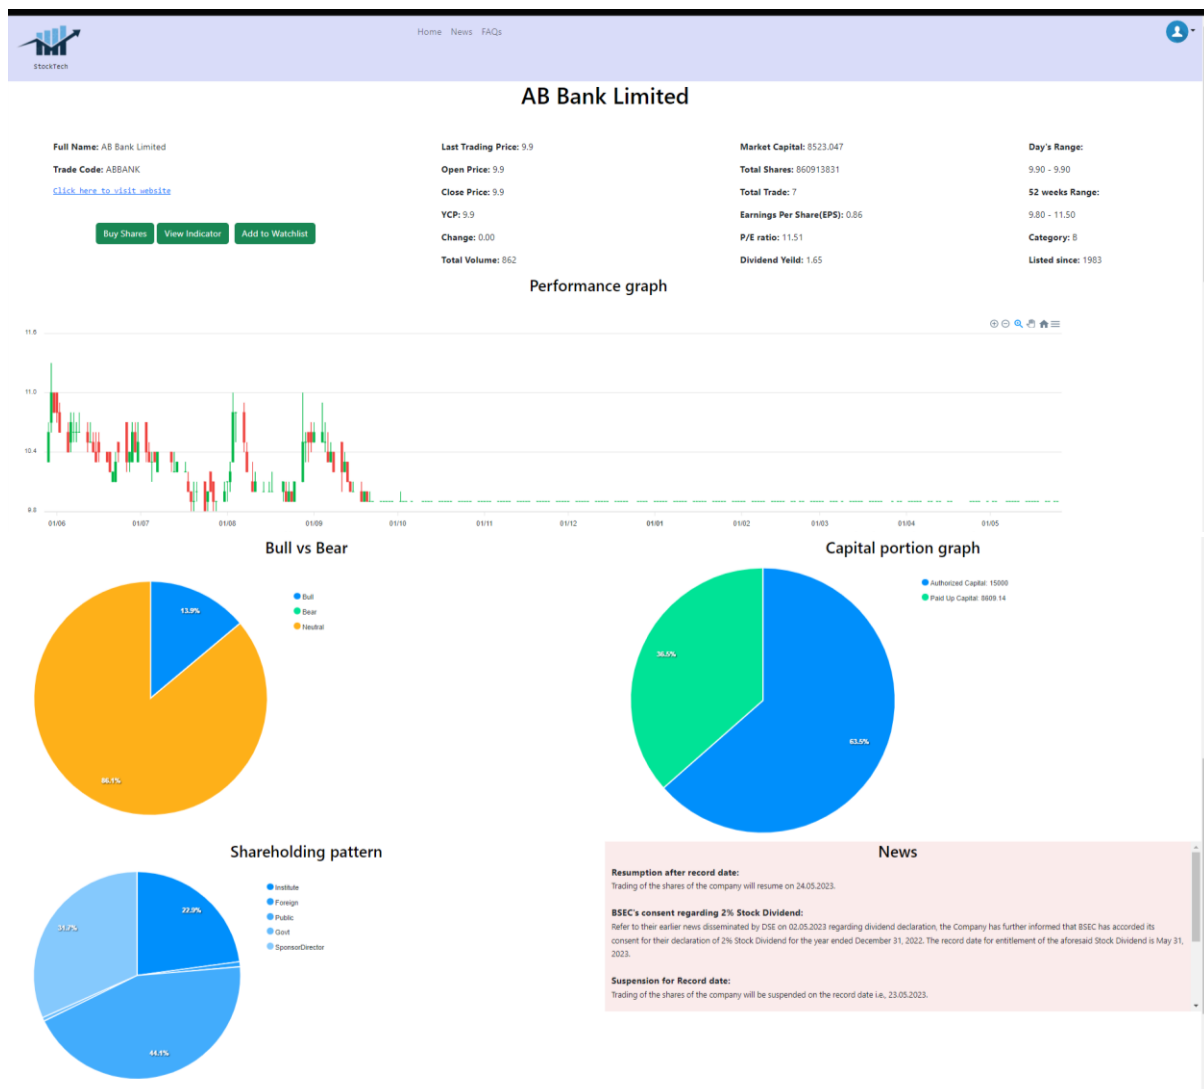 StockTech
Home News FAQs
AB Bank Limited
Full Name: AB Bank Limited
Trade Code: ABBANK
Click here to visit website
Buy Shares View Indicator Add to Watchlist
Last Trading Price: 9.9
Open Price: 9.9
Close Price: 9.9
YCP: 9.9
Change: 0.00
Total Volume: 862
Market Capital: 8523.047
Total Shares: 860913831
Total Trade: 7
Earnings Per Share(EPS): 0.86
P/E ratio: 11.51
Dividend Yeild: 1.65
Day's Range:
9.90 - 9.90
52 weeks Range:
9.80 - 11.50
Category: B
Listed since: 1983
Performance graph
11.6
11.0
10.4
9.8
01/06 01/07 01/08 01/09 01/10 01/11 01/12 01/01 01/02 01/03 01/04 01/05
Bull vs Bear
13.9%
86.1%
Bull
Bear
Neutral
Capital portion graph
36.5%
63.5%
Authorized Capital: 15000
Paid Up Capital: 8609.14
Shareholding pattern
22.9%
31.7%
44.1%
Institute
Foreign
Public
Govt
SponsorDirector
News
Resumption after record date:
Trading of the shares of the company will resume on 24.05.2023.
BSEC's consent regarding 2% Stock Dividend:
Refer to their earlier news disseminated by DSE on 02.05.2023 regarding dividend declaration, the Company has further informed that BSEC has accorded its
consent for their declaration of 2% Stock Dividend for the year ended December 31, 2022. The record date for entitlement of the aforesaid Stock Dividend is May 31,
2023.
Suspension for Record date:
Trading of the shares of the company will be suspended on the record date i.e., 23.05.2023.